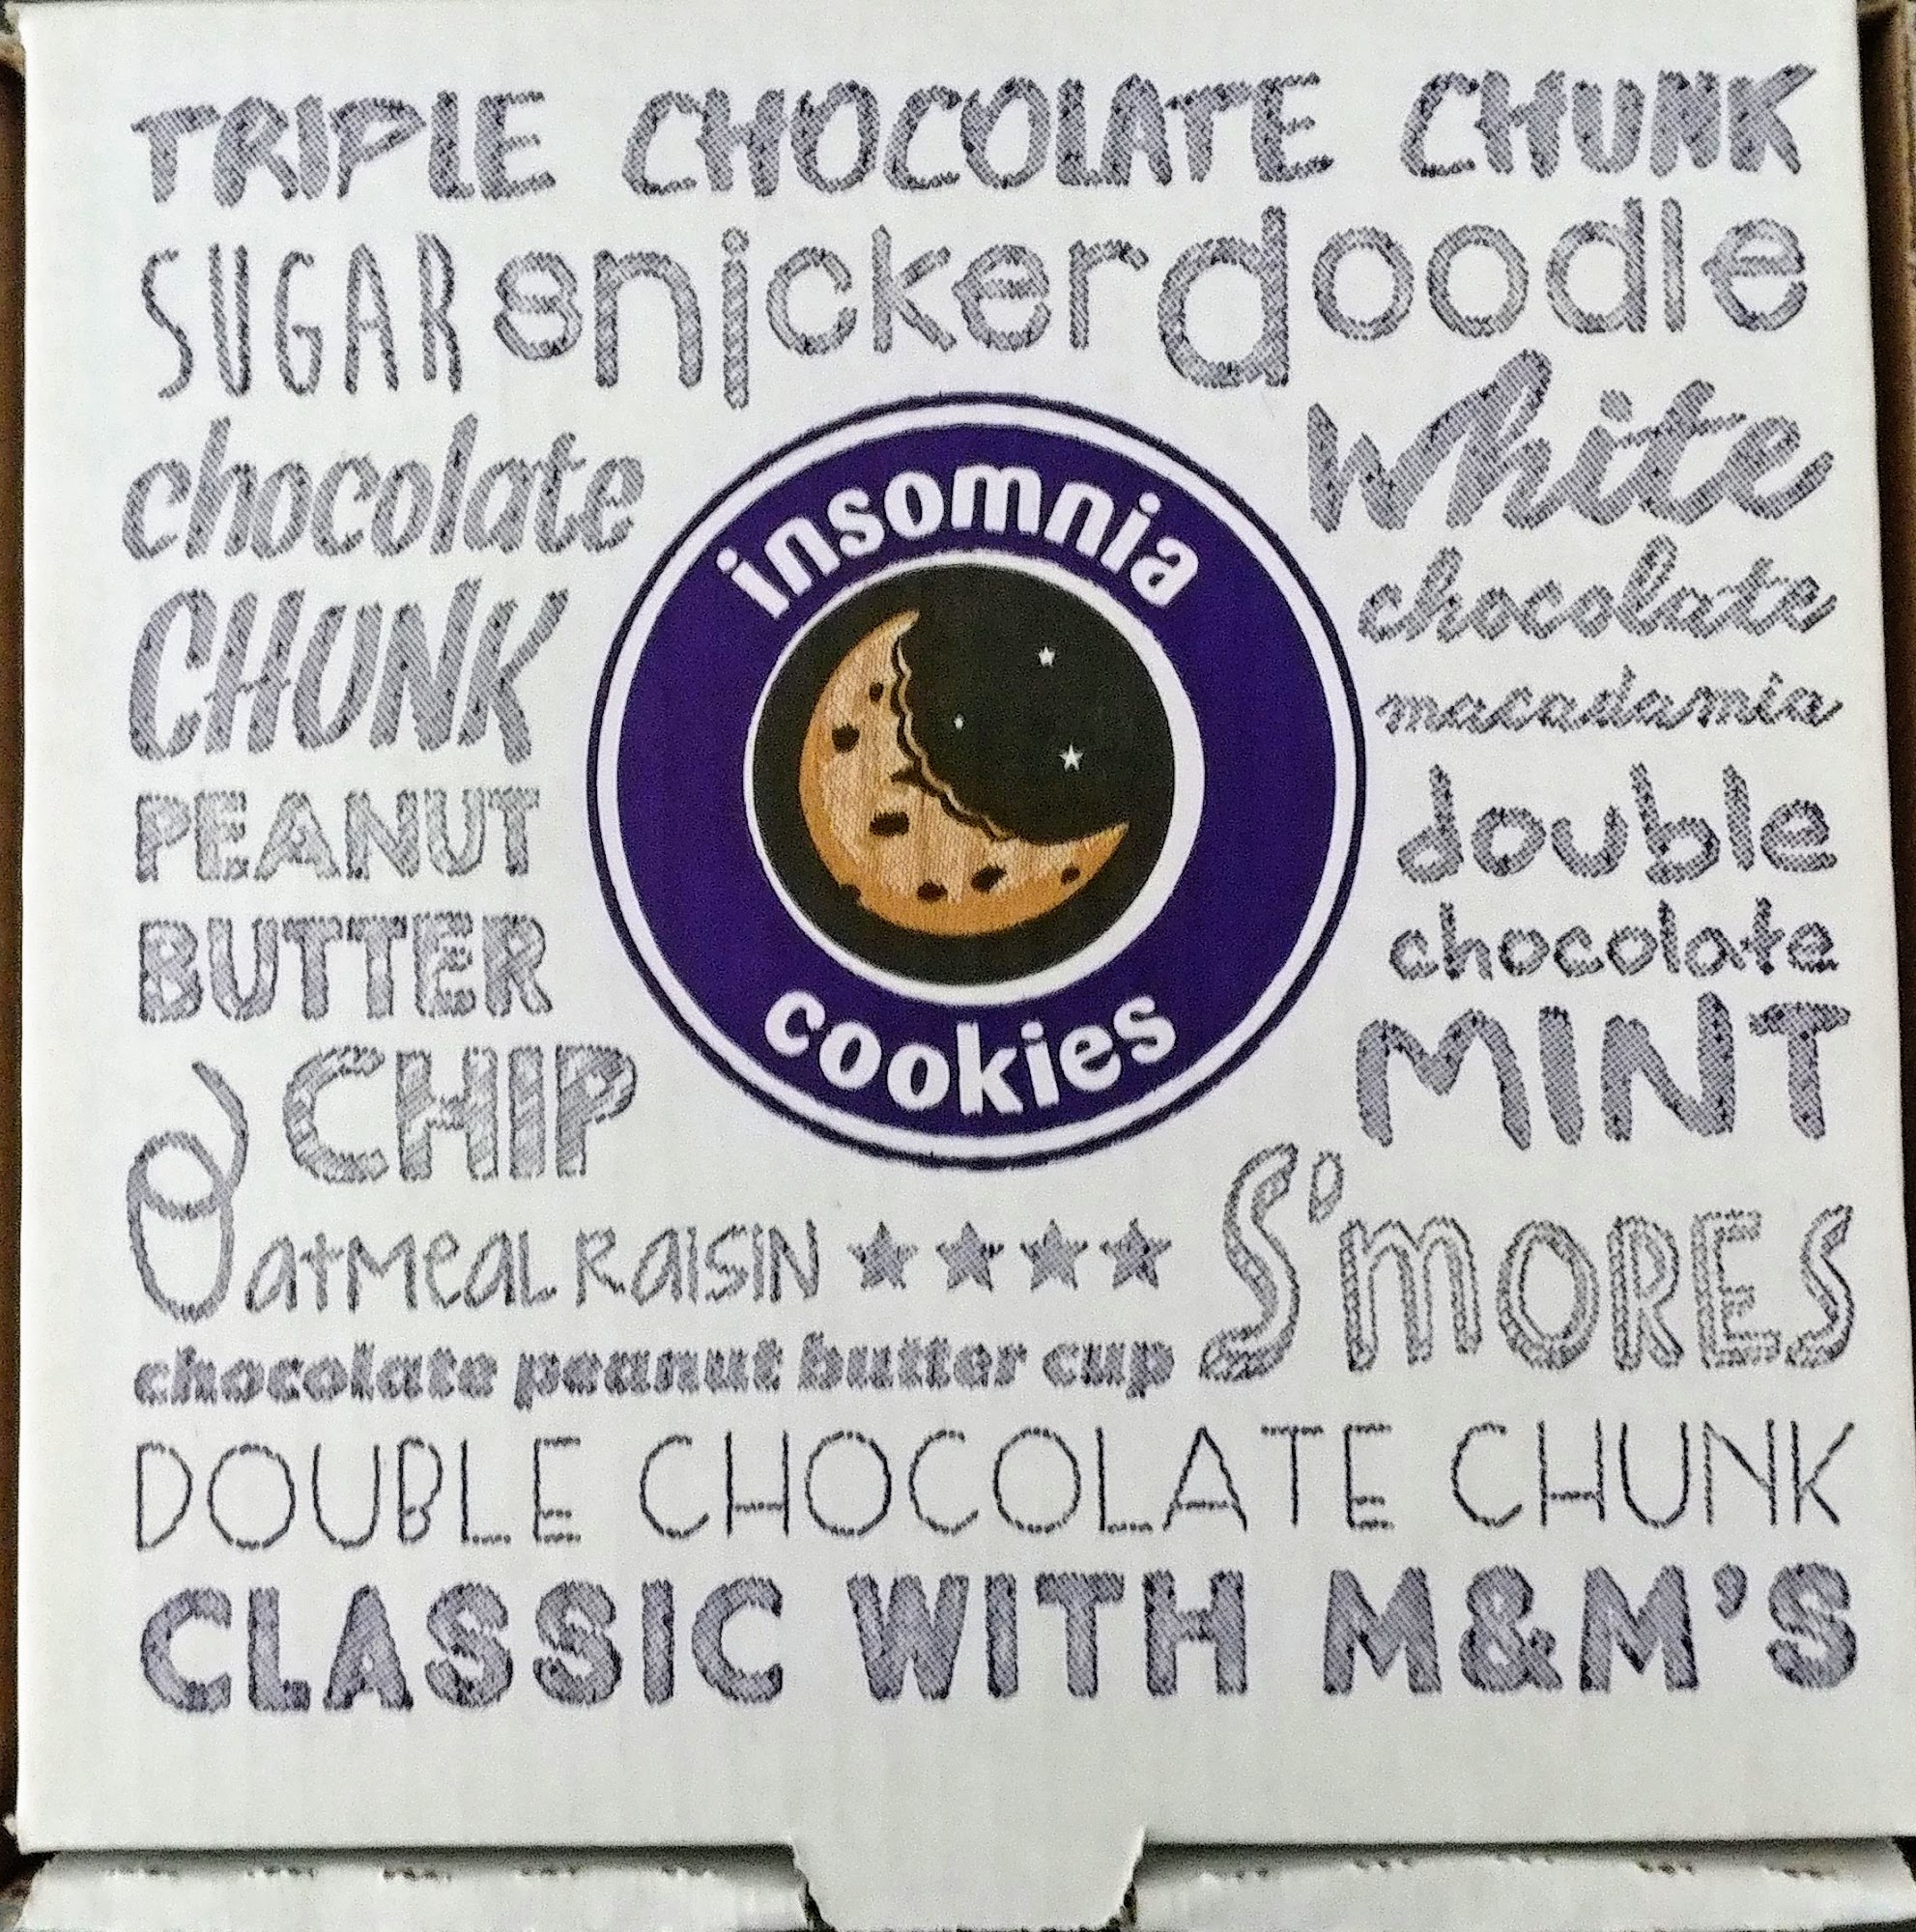 TRIPLE CHOCOLATE CHUNK
SUGAR snickerdoodle
chocolate
CHUNK
PEANUT
BUTTER
CHIP
insomnia
cookies
white
chocolate
macadamia
double
chocolate
MINT
Oatmeal Raisin
S'mores
chocolate peanut butter cup
DOUBLE CHOCOLATE CHUNK
CLASSIC WITH M&M'S